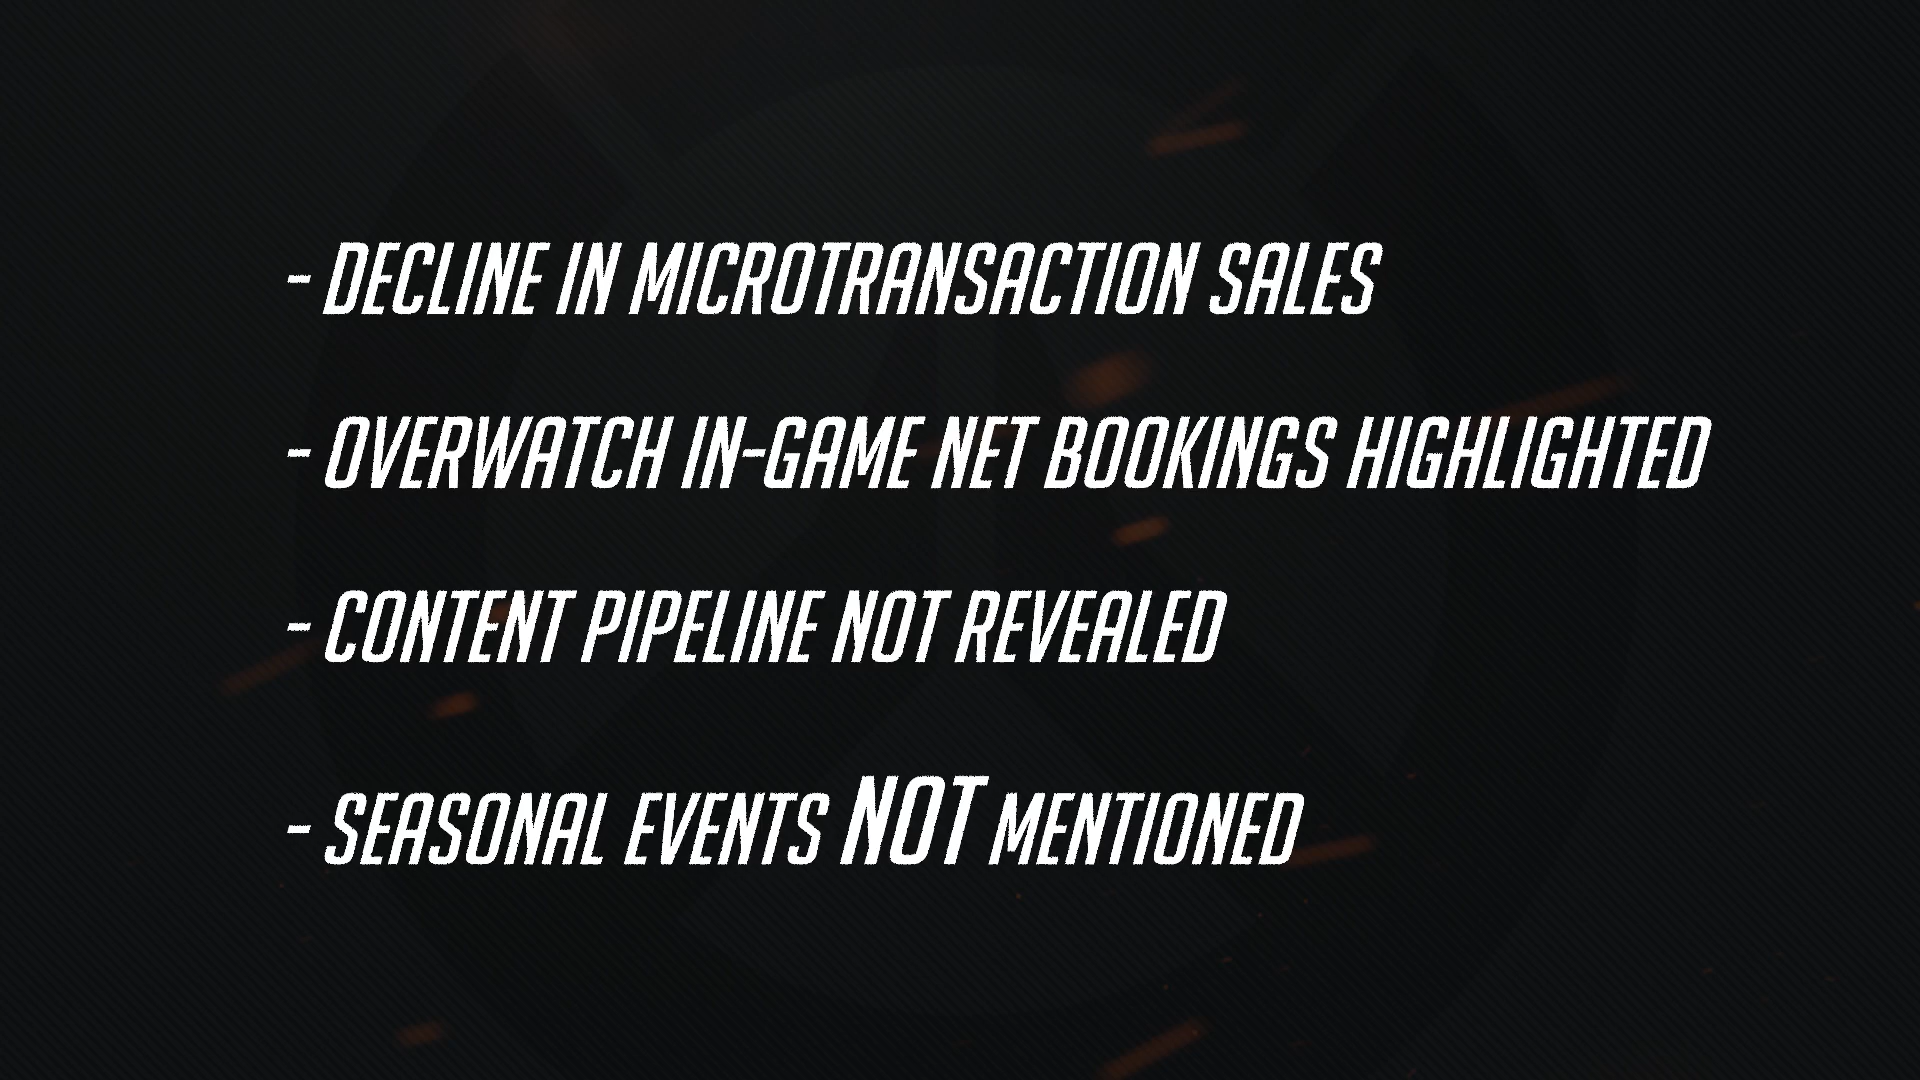 - DECLINE IN MICROTRANSACTION SALES
- OVERWATCH IN-GAME NET BOOKINGS HIGHLIGHTED
- CONTENT PIPELINE NOT REVEALED
- SEASONAL EVENTS NOT MENTIONED